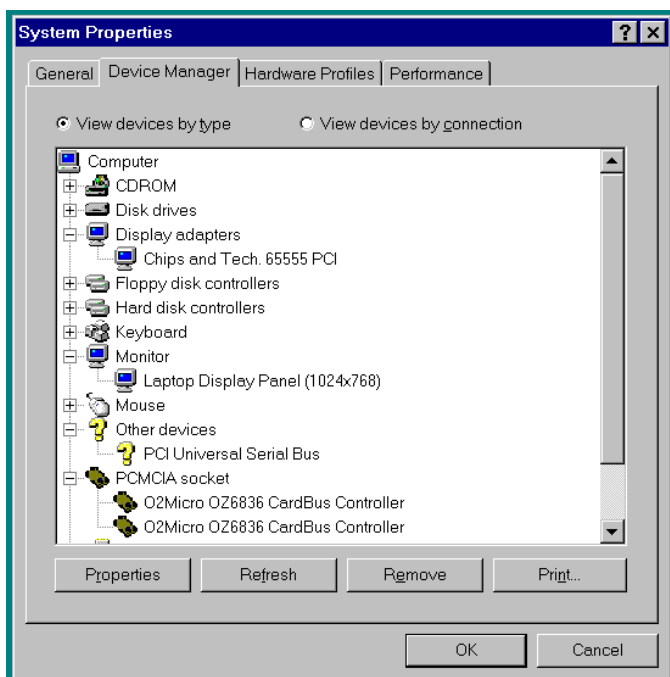 System Properties
General Device Manager Hardware Profiles Performance
View devices by type View devices by connection
Computer
CDROM
Disk drives
Display adapters
Chips and Tech. 65555 PCI
Floppy disk controllers
Hard disk controllers
Keyboard
Monitor
Laptop Display Panel (1024x768)
Mouse
Other devices
PCI Universal Serial Bus
PCMCIA socket
O2Micro OZ6836 CardBus Controller
O2Micro OZ6836 CardBus Controller
Properties Refresh Remove Print...
OK Cancel